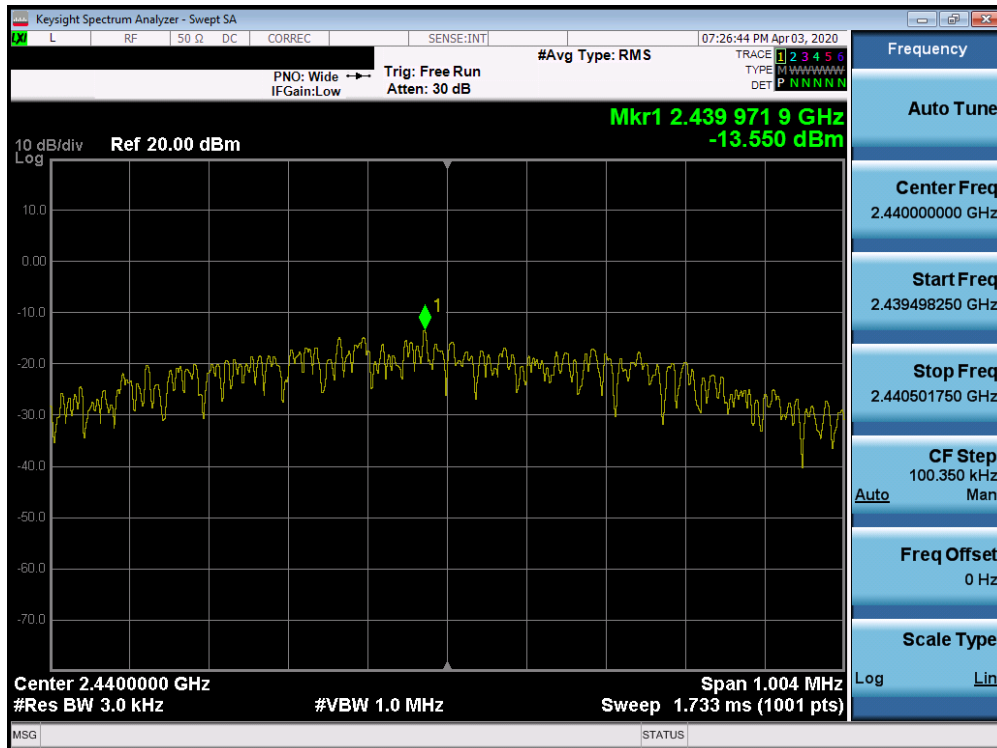 Keysight Spectrum Analyzer - Swept SA
LXI L RF 50 Ω DC CORREC SENSE:INT 07:26:44 PM Apr 03, 2020
PNO: Wide
IFGain:Low
Trig: Free Run
Atten: 30 dB
#Avg Type: RMS
TRACE 1 2 3 4 5 6
TYPE M WWWWW
DET P N N N N N
Mkr1 2.439 971 9 GHz
-13.550 dBm
10 dB/div Ref 20.00 dBm
Log
10.0
0.00
-10.0
-20.0
-30.0
-40.0
-50.0
-60.0
-70.0
1
Center 2.4400000 GHz Span 1.004 MHz
#Res BW 3.0 kHz #VBW 1.0 MHz Sweep 1.733 ms (1001 pts)
MSG STATUS
Frequency
Auto Tune
Center Freq
2.440000000 GHz
Start Freq
2.439498250 GHz
Stop Freq
2.440501750 GHz
CF Step
100.350 kHz
Auto Man
Freq Offset
0 Hz
Scale Type
Log Lin